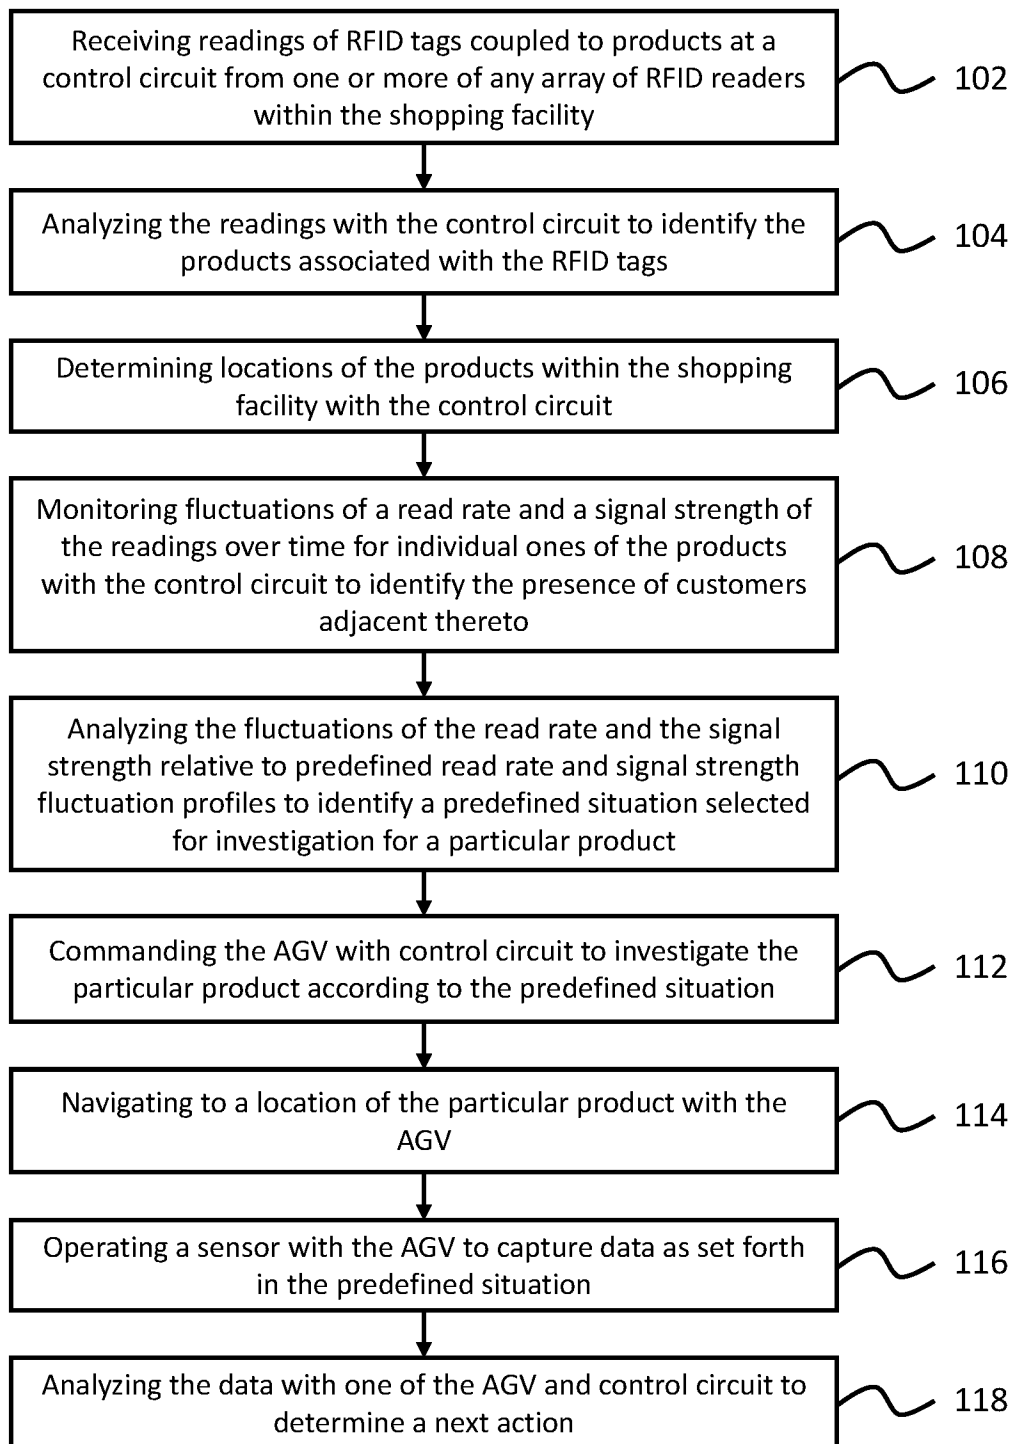 Receiving readings of RFID tags coupled to products at a
control circuit from one or more of any array of RFID readers
within the shopping facility
102
Analyzing the readings with the control circuit to identify the
products associated with the RFID tags
104
Determining locations of the products within the shopping
facility with the control circuit
106
Monitoring fluctuations of a read rate and a signal strength of
the readings over time for individual ones of the products
with the control circuit to identify the presence of customers
adjacent thereto
108
Analyzing the fluctuations of the read rate and the signal
strength relative to predefined read rate and signal strength
fluctuation profiles to identify a predefined situation selected
for investigation for a particular product
110
Commanding the AGV with control circuit to investigate the
particular product according to the predefined situation
112
Navigating to a location of the particular product with the
AGV
114
Operating a sensor with the AGV to capture data as set forth
in the predefined situation
116
Analyzing the data with one of the AGV and control circuit to
determine a next action
118